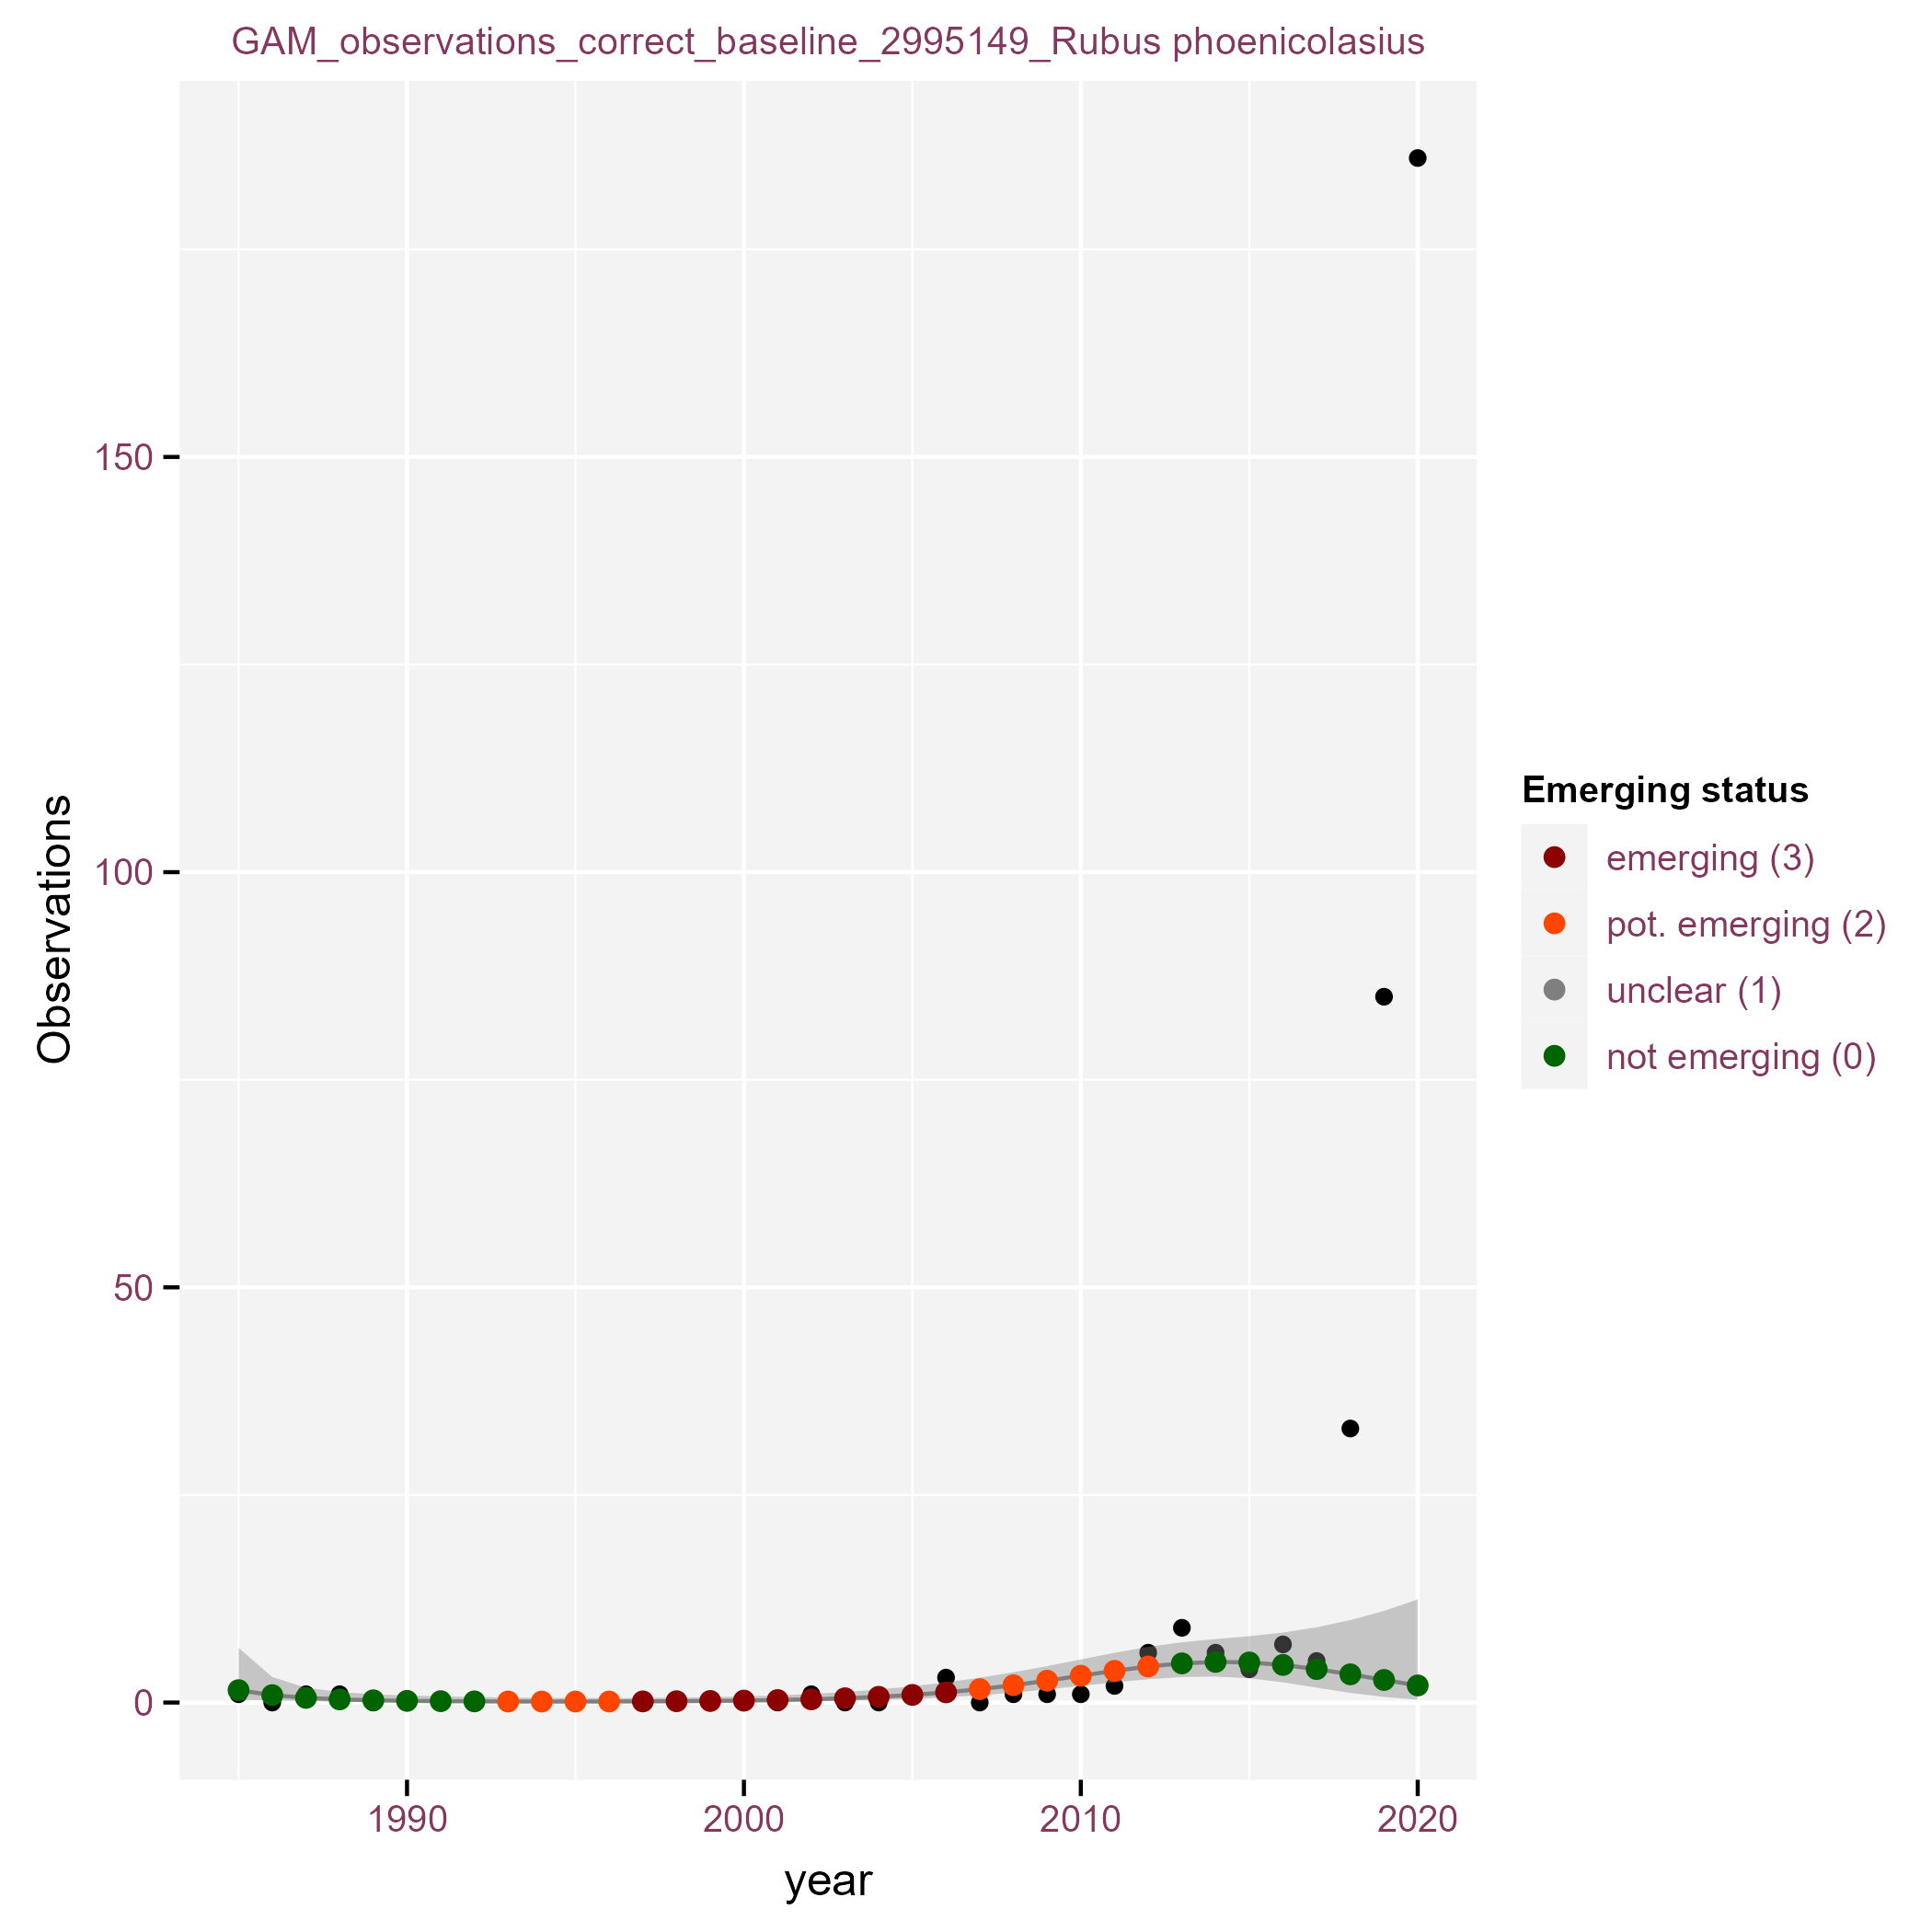 GAM_observations_correct_baseline_2995149_Rubus phoenicolasius
Observations
150
100
50
0
1990
2000
2010
2020
year
Emerging status
emerging (3)
pot. emerging (2)
unclear (1)
not emerging (0)